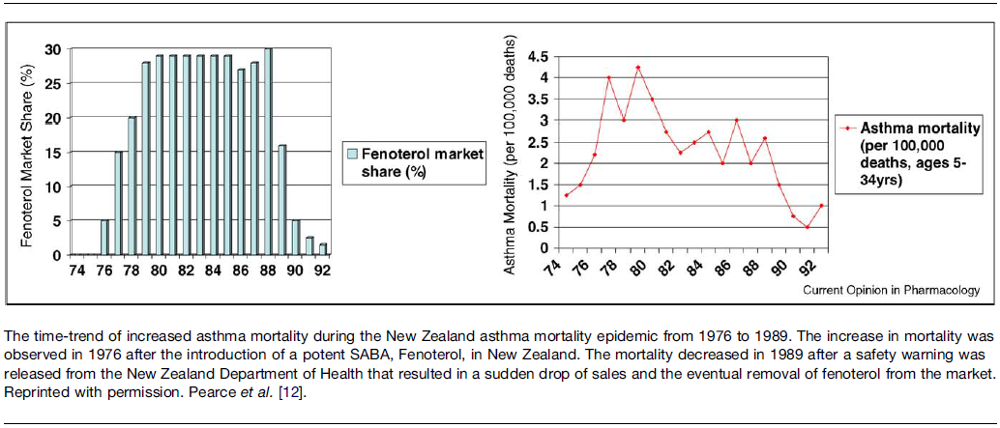 Fenoterol Market Share (%)
30
25
20
15
10
5
0
74 76 78 80 82 84 86 88 90 92
Fenoterol market
share (%)
Asthma Mortality (per 100,000 deaths)
4.5
4
3.5
3
2.5
2
1.5
1
0.5
0
74 76 78 80 82 84 86 88 90 92
Asthma mortality
(per 100,000
deaths, ages 5-
34yrs)
Current Opinion in Pharmacology
The time-trend of increased asthma mortality during the New Zealand asthma mortality epidemic from 1976 to 1989. The increase in mortality was
observed in 1976 after the introduction of a potent SABA, Fenoterol, in New Zealand. The mortality decreased in 1989 after a safety warning was
released from the New Zealand Department of Health that resulted in a sudden drop of sales and the eventual removal of fenoterol from the market.
Reprinted with permission. Pearce et al. [12].